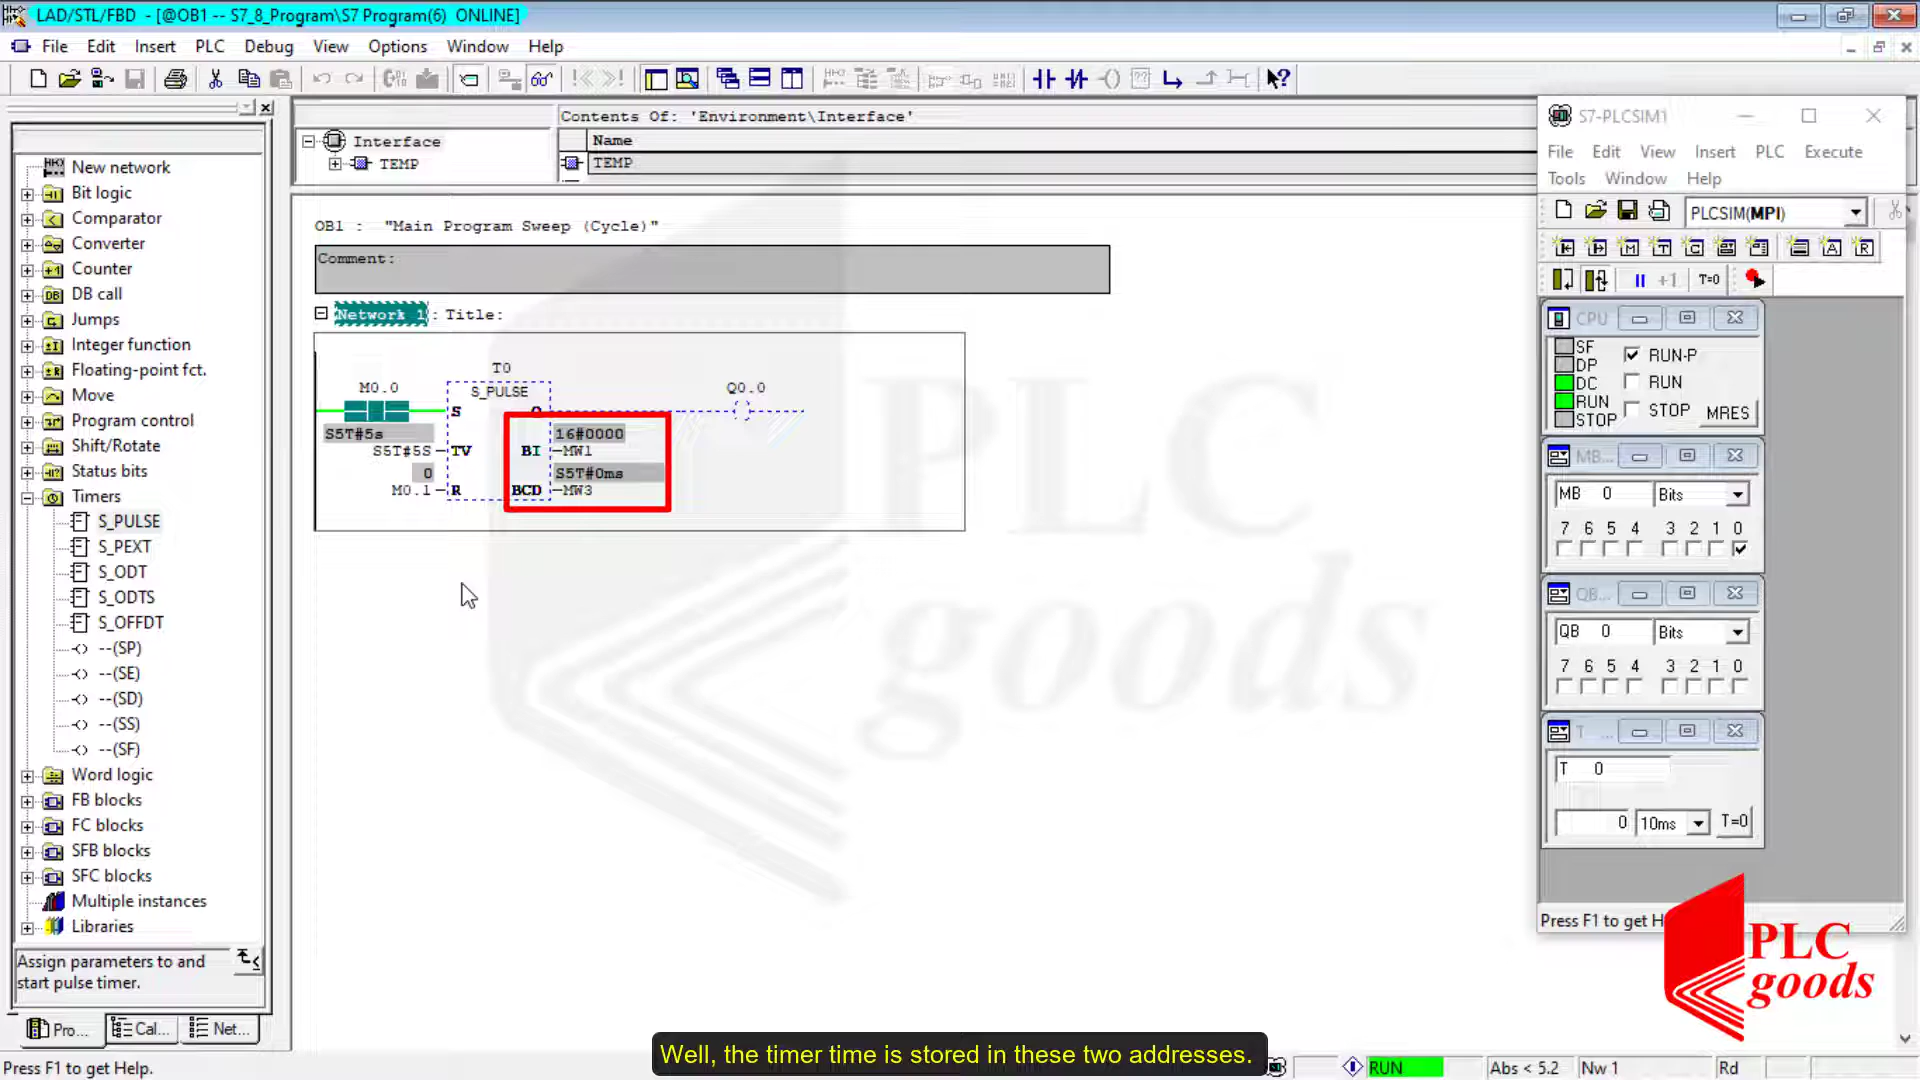 LAD/STL/FBD - [@OB1 -- S7_8_Program\S7 Program(6) ONLINE]
File Edit Insert PLC Debug View Options Window Help
New network
Bit logic
Comparator
Converter
Counter
DB call
Jumps
Integer function
Floating-point fct.
Move
Program control
Shift/Rotate
Status bits
Timers
S_PULSE
S_PEXT
S_ODT
S_ODTS
S_OFFDT
--(SP)
--(SE)
--(SD)
--(SS)
--(SF)
Word logic
FB blocks
FC blocks
SFB blocks
SFC blocks
Multiple instances
Libraries
Assign parameters to and
start pulse timer.
Pro... Cal... Net...
Press F1 to get Help.
Interface
TEMP
Contents Of: 'Environment\Interface'
Name
TEMP
OB1 : "Main Program Sweep (Cycle)"
Comment:
Network 1: Title:
T0
M0.0 S_PULSE Q0.0
S Q
S5T#5s 16#0000
S5T#5S TV BI MW1
0 S5T#0ms
M0.1 R BCD MW3
S7-PLCSIM1
File Edit View Insert PLC Execute
Tools Window Help
PLCSIM(MPI)
+1 T=0
CPU
SF
DP
DC
RUN
STOP
RUN-P
RUN
STOP MRES
MB...
MB 0 Bits
7 6 5 4 3 2 1 0
QB...
QB 0 Bits
7 6 5 4 3 2 1 0
T ...
T 0
0 10ms T=0
Press F1 to get H
PLC
goods
PLC
goods
Well, the timer time is stored in these two addresses.
RUN Abs < 5.2 Nw 1 Rd